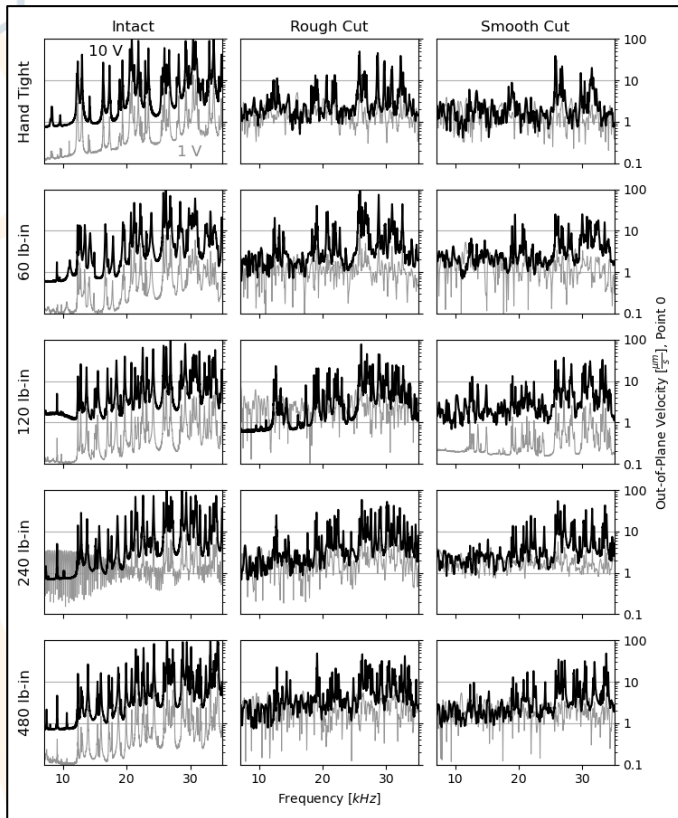 Intact Rough Cut Smooth Cut
Hand Tight
10 V
1 V
100
10
1
0.1
60 lb-in
100
10
1
0.1
120 lb-in
100
10
1
0.1
240 lb-in
100
10
1
0.1
480 lb-in
100
10
1
0.1
Out-of-Plane Velocity [μm/s], Point 0
10 20 30 10 20 30 10 20 30
Frequency [kHz]